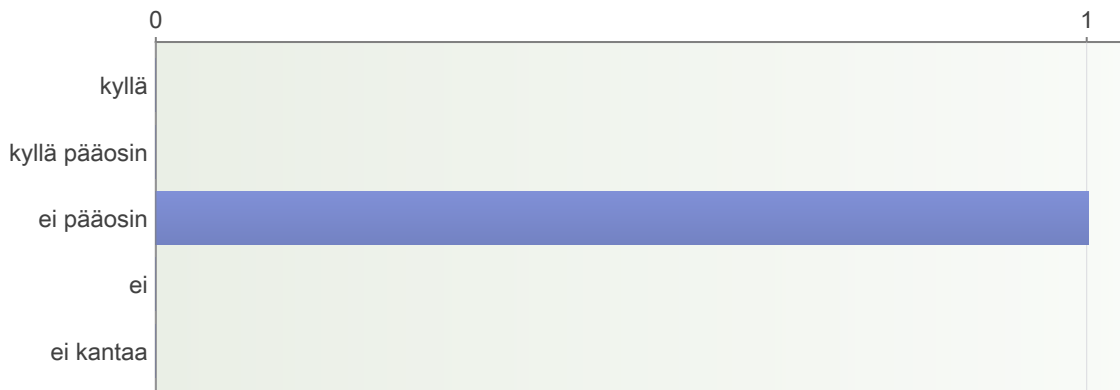 0 1
kyllä
kyllä pääosin
ei pääosin
ei
ei kantaa